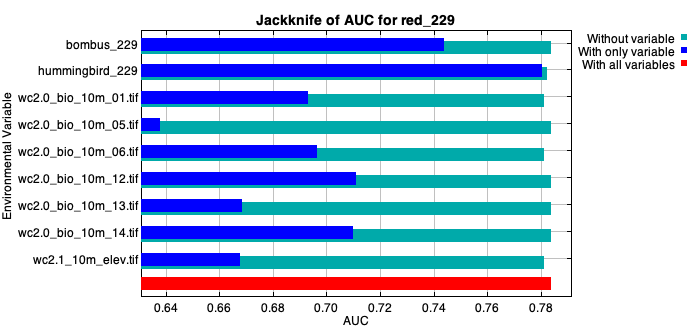 Jackknife of AUC for red_229
Without variable
With only variable
With all variables
Environmental Variable
bombus_229
hummingbird_229
wc2.0_bio_10m_01.tif
wc2.0_bio_10m_05.tif
wc2.0_bio_10m_06.tif
wc2.0_bio_10m_12.tif
wc2.0_bio_10m_13.tif
wc2.0_bio_10m_14.tif
wc2.1_10m_elev.tif
0.64 0.66 0.68 0.70 0.72 0.74 0.76 0.78
AUC